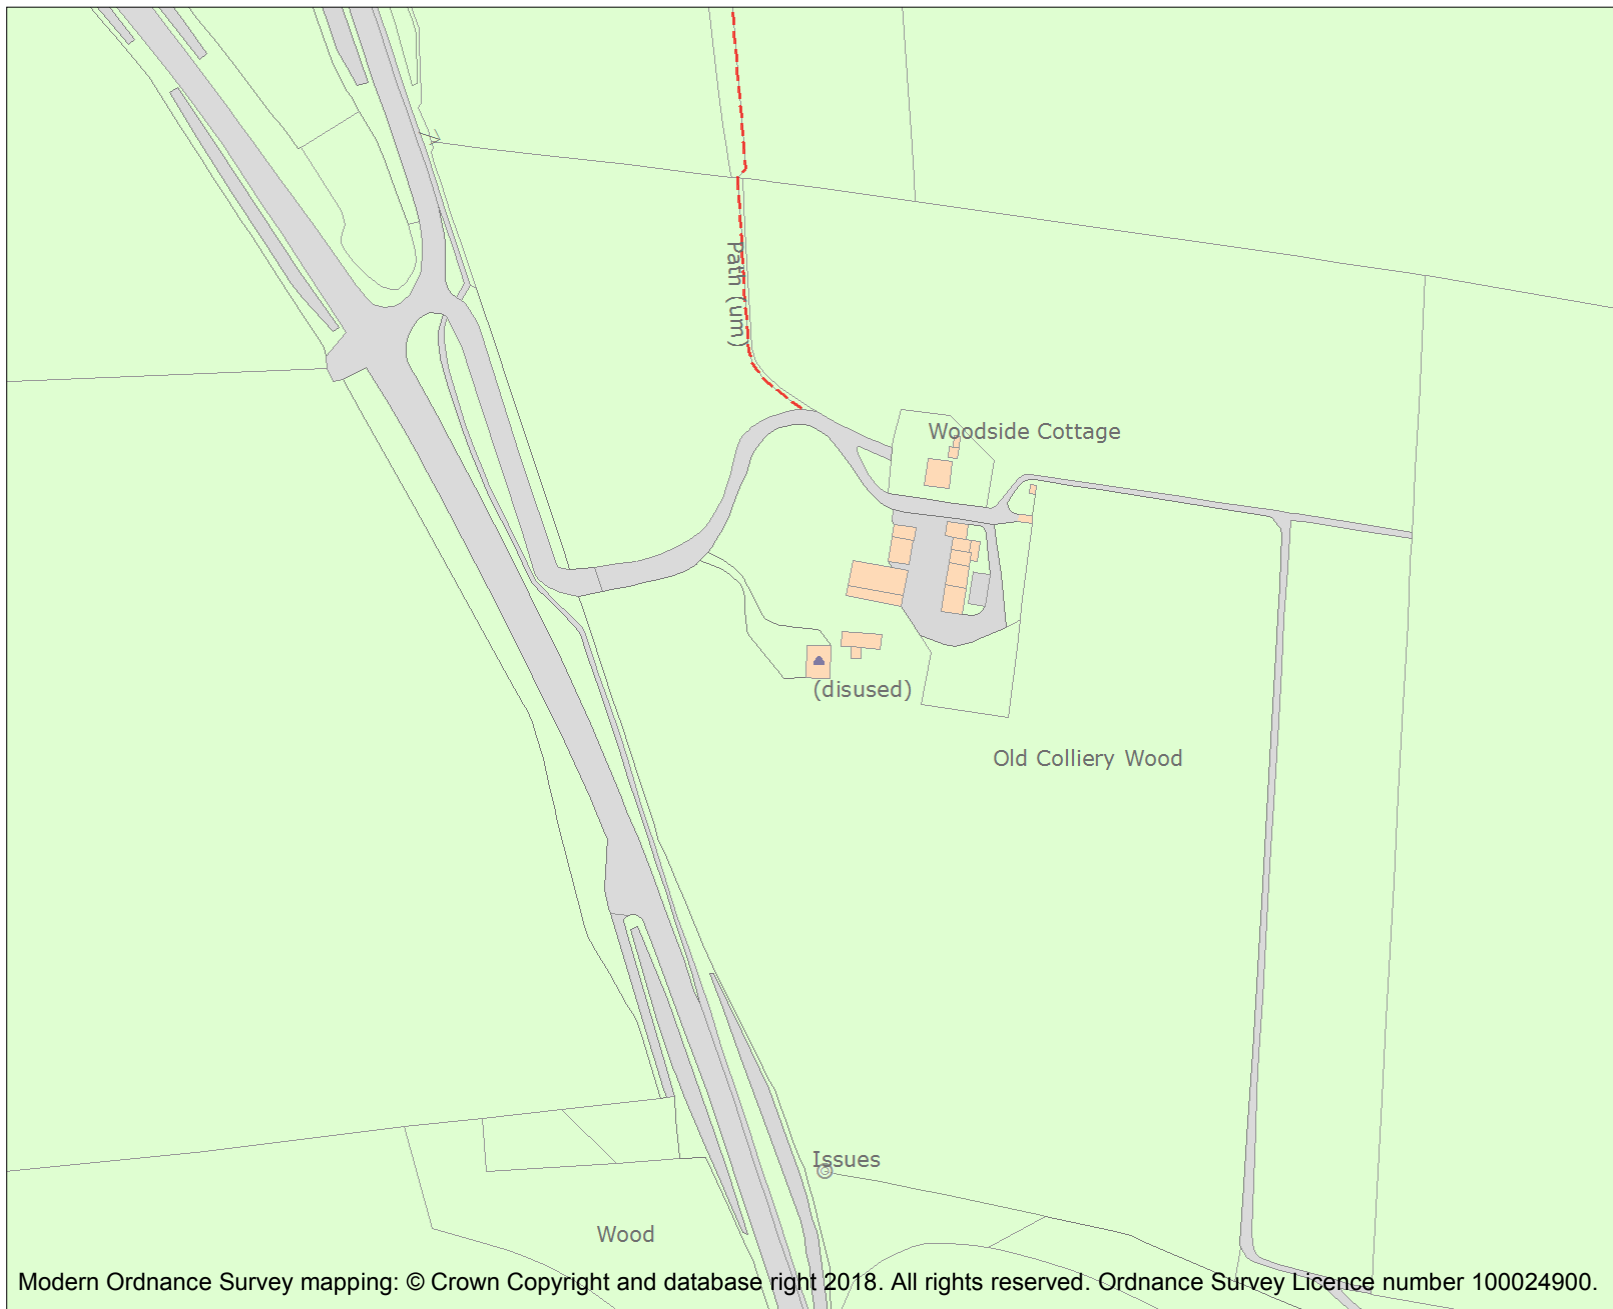 Path (um)
Woodside Cottage
(disused)
Old Colliery Wood
Issues
Wood
Modern Ordnance Survey mapping: © Crown Copyright and database right 2018. All rights reserved. Ordnance Survey Licence number 100024900.